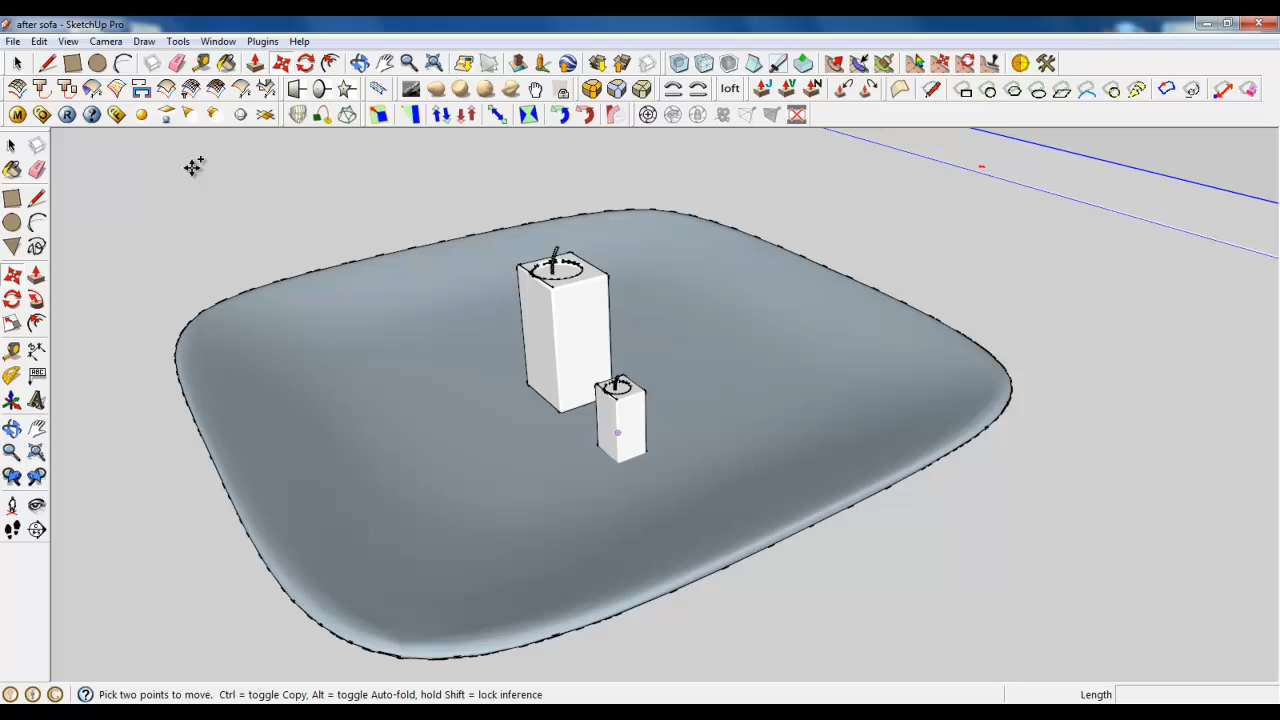 after sofa - SketchUp Pro
File Edit View Camera Draw Tools Window Plugins Help
loft
M R ?
ABC
Pick two points to move. Ctrl = toggle Copy, Alt = toggle Auto-fold, hold Shift = lock inference
Length